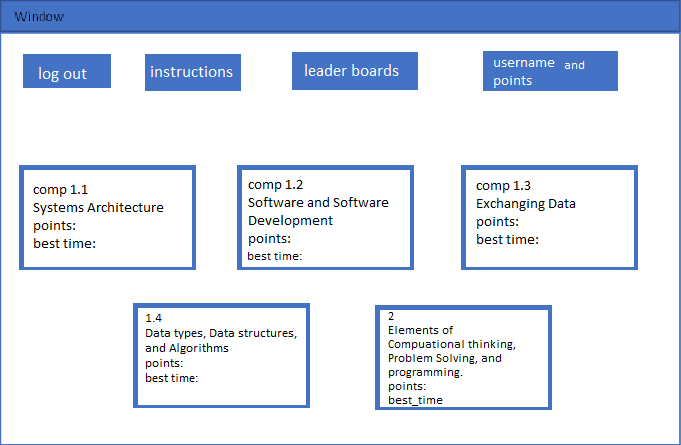 Window
log out
instructions
leader boards
username and
points
comp 1.1
Systems Architecture
points:
best time:
comp 1.2
Software and Software
Development
points:
best time:
comp 1.3
Exchanging Data
points:
best time:
1.4
Data types, Data structures,
and Algorithms
points:
best time:
2
Elements of
Compuational thinking,
Problem Solving, and
programming.
points:
best_time